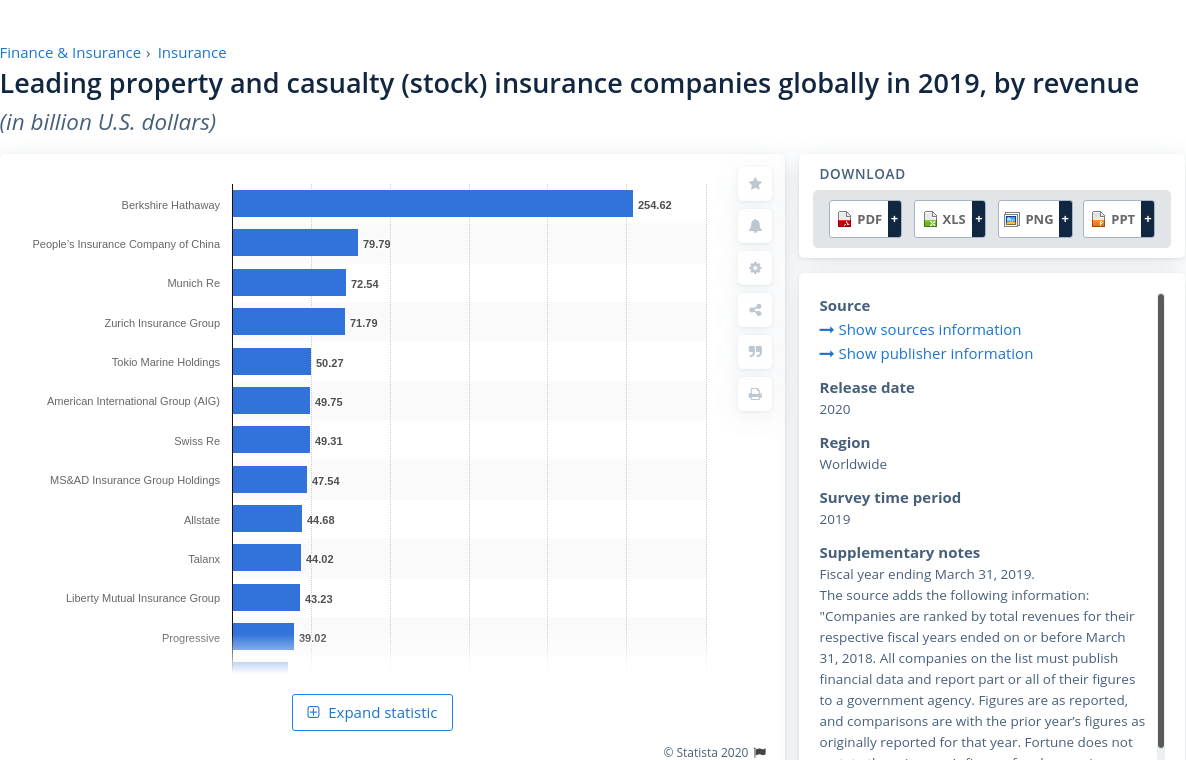 Finance & Insurance › Insurance
Leading property and casualty (stock) insurance companies globally in 2019, by revenue
(in billion U.S. dollars)
Berkshire Hathaway 254.62
People’s Insurance Company of China 79.79
Munich Re 72.54
Zurich Insurance Group 71.79
Tokio Marine Holdings 50.27
American International Group (AIG) 49.75
Swiss Re 49.31
MS&AD Insurance Group Holdings 47.54
Allstate 44.68
Talanx 44.02
Liberty Mutual Insurance Group 43.23
Progressive 39.02
Expand statistic
© Statista 2020
DOWNLOAD
PDF + XLS + PNG + PPT +
Source
Show sources information
Show publisher information
Release date
2020
Region
Worldwide
Survey time period
2019
Supplementary notes
Fiscal year ending March 31, 2019.
The source adds the following information:
"Companies are ranked by total revenues for their
respective fiscal years ended on or before March
31, 2018. All companies on the list must publish
financial data and report part or all of their figures
to a government agency. Figures are as reported,
and comparisons are with the prior year's figures as
originally reported for that year. Fortune does not